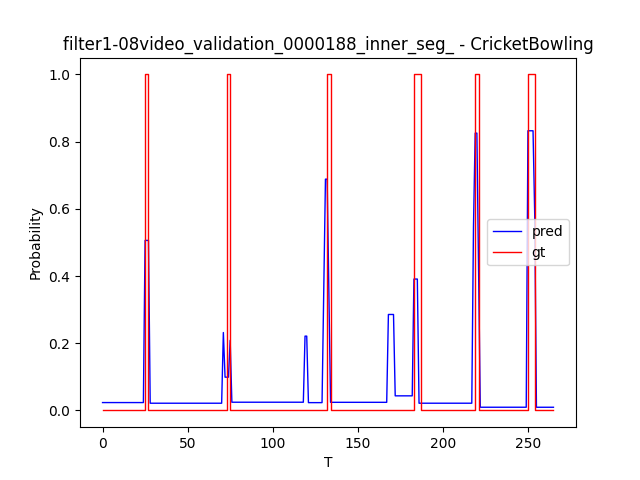 filter1-08video_validation_0000188_inner_seg_ - CricketBowling
1.0
0.8
0.6
0.4
0.2
0.0
Probability
pred
gt
0 50 100 150 200 250
T